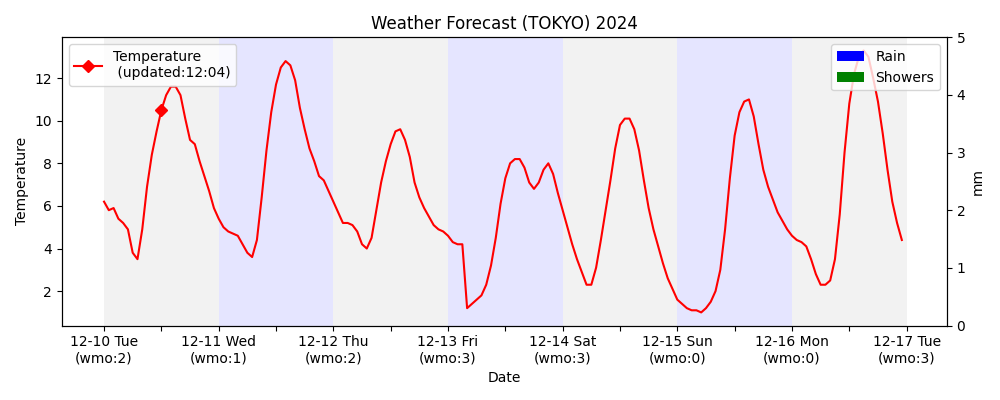 Weather Forecast (TOKYO) 2024
Temperature
(updated:12:04)
Rain
Showers
Temperature
12
10
8
6
4
2
5
4
3
2
1
0
mm
12-10 Tue
(wmo:2)
12-11 Wed
(wmo:1)
12-12 Thu
(wmo:2)
12-13 Fri
(wmo:3)
12-14 Sat
(wmo:3)
12-15 Sun
(wmo:0)
12-16 Mon
(wmo:0)
12-17 Tue
(wmo:3)
Date